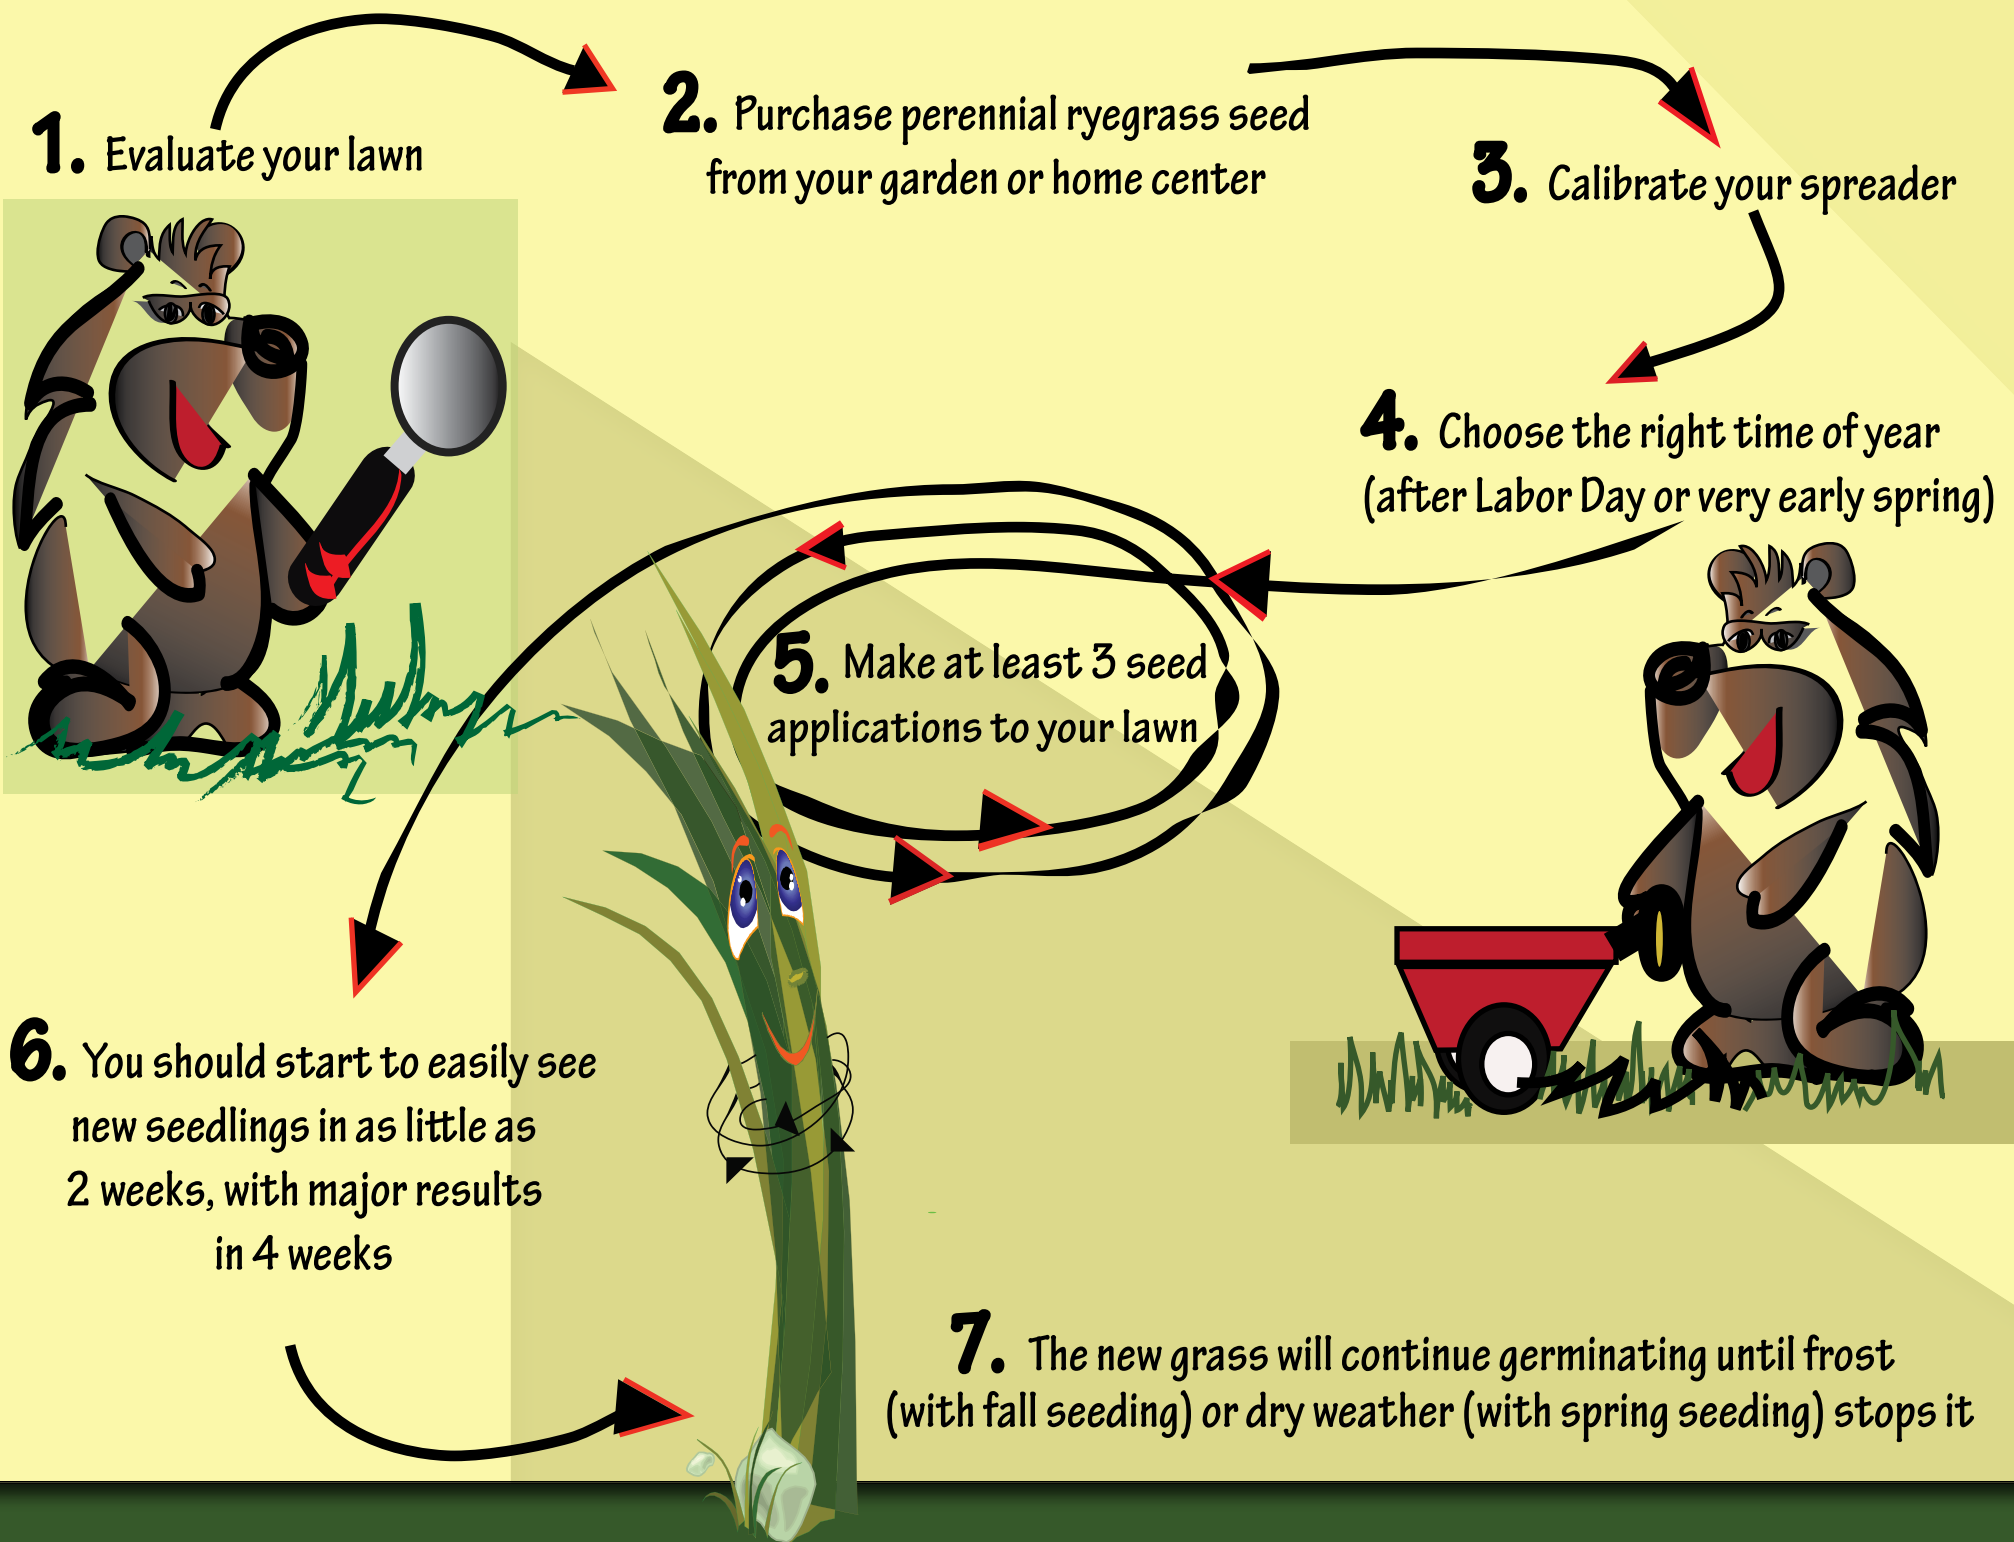 1. Evaluate your lawn
2. Purchase perennial ryegrass seed
from your garden or home center
3. Calibrate your spreader
4. Choose the right time of year
(after Labor Day or very early spring)
5. Make at least 3 seed
applications to your lawn
6. You should start to easily see
new seedlings in as little as
2 weeks, with major results
in 4 weeks
7. The new grass will continue germinating until frost
(with fall seeding) or dry weather (with spring seeding) stops it